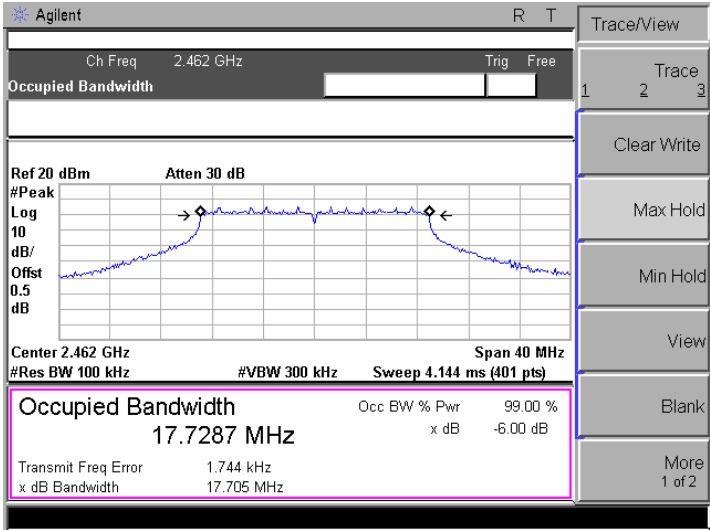 Agilent R T
Ch Freq 2.462 GHz Trig Free
Occupied Bandwidth
Ref 20 dBm Atten 30 dB
#Peak
Log
10
dB/
Offst
0.5
dB
Center 2.462 GHz Span 40 MHz
#Res BW 100 kHz #VBW 300 kHz Sweep 4.144 ms (401 pts)
Occupied Bandwidth
17.7287 MHz
Occ BW % Pwr 99.00 %
x dB -6.00 dB
Transmit Freq Error 1.744 kHz
x dB Bandwidth 17.705 MHz
Trace/View
Trace
1 2 3
Clear Write
Max Hold
Min Hold
View
Blank
More
1 of 2